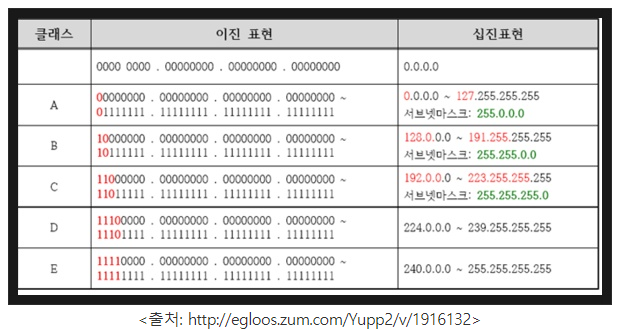 클래스 이진 표현 십진표현
0000 0000 . 00000000 . 00000000 . 00000000 0.0.0.0
A
00000000 . 00000000 . 00000000 . 00000000 ~
01111111 . 11111111 . 11111111 . 11111111
0.0.0.0 ~ 127.255.255.255
서브넷마스크: 255.0.0.0
B
10000000 . 00000000 . 00000000 . 00000000 ~
10111111 . 11111111 . 11111111 . 11111111
128.0.0.0 ~ 191.255.255.255
서브넷마스크: 255.255.0.0
C
11000000 . 00000000 . 00000000 . 00000000 ~
11011111 . 11111111 . 11111111 . 11111111
192.0.0.0 ~ 223.255.255.255
서브넷마스크: 255.255.255.0
D
11100000 . 00000000 . 00000000 . 00000000 ~
11101111 . 11111111 . 11111111 . 11111111
224.0.0.0 ~ 239.255.255.255
E
11110000 . 00000000 . 00000000 . 00000000 ~
11111111 . 11111111 . 11111111 . 11111111
240.0.0.0 ~ 255.255.255.255
<출처: http://egloos.zum.com/Yupp2/v/1916132>